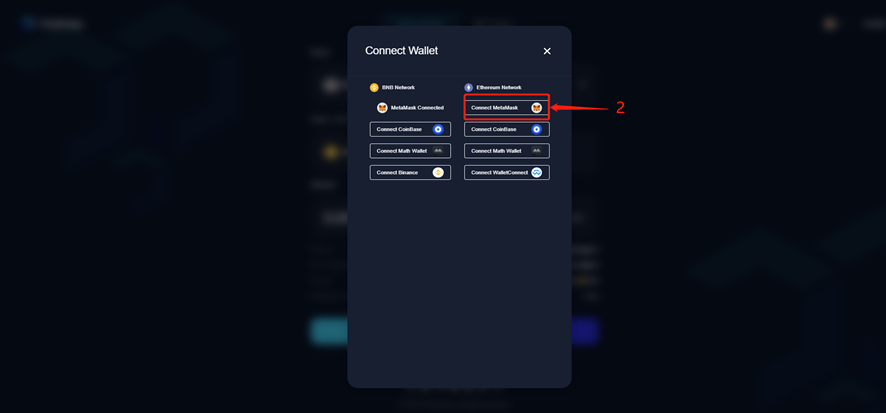 Connect Wallet
BNB Network
MetaMask Connected
Connect CoinBase
Connect Math Wallet
Connect Binance
Ethereum Network
Connect MetaMask
Connect CoinBase
Connect Math Wallet
Connect WalletConnect
2